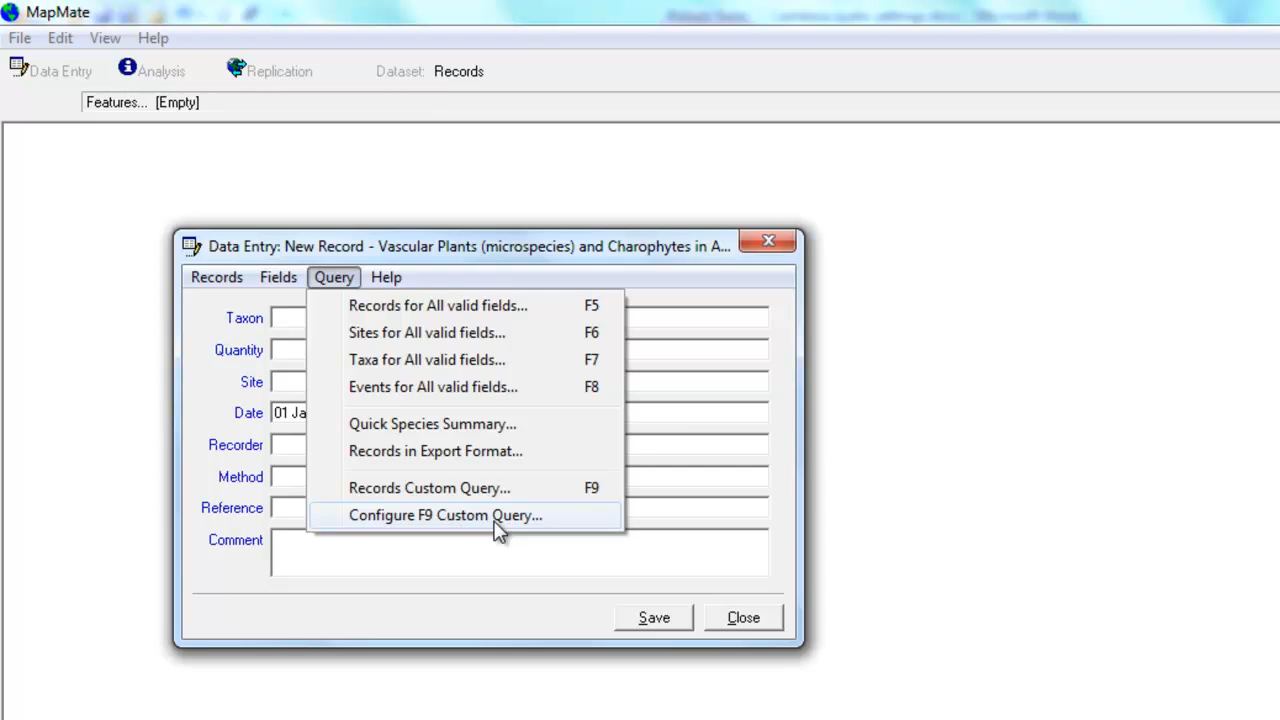 MapMate
File Edit View Help
Data Entry Analysis Replication Dataset: Records
Features... [Empty]
Data Entry: New Record - Vascular Plants (microspecies) and Charophytes in A...
Records Fields Query Help
Records for All valid fields... F5
Sites for All valid fields... F6
Taxa for All valid fields... F7
Events for All valid fields... F8
Quick Species Summary...
Records in Export Format...
Records Custom Query... F9
Configure F9 Custom Query...
Taxon
Quantity
Site
Date 01 Ja
Recorder
Method
Reference
Comment
Save Close